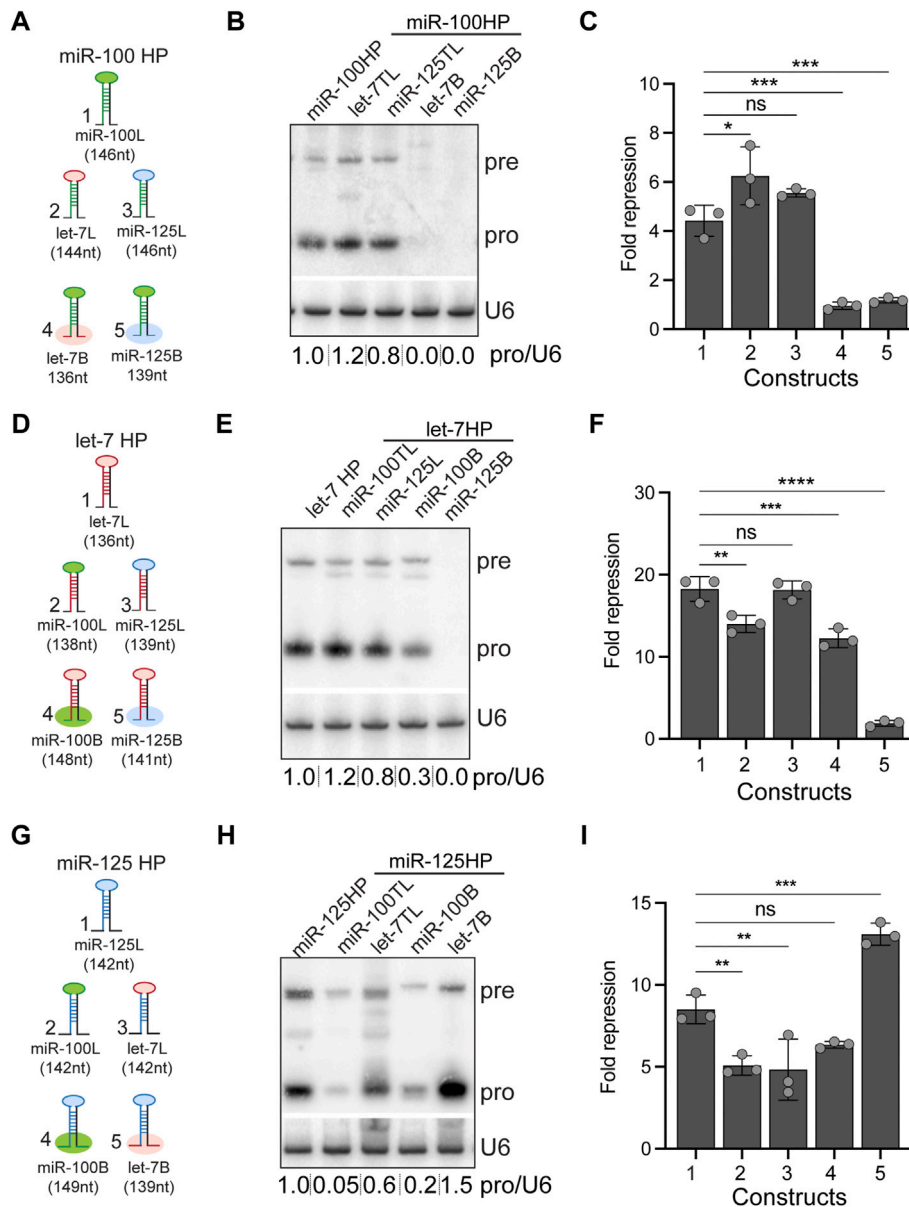 A
miR-100 HP
1
miR-100L
(146nt)
2
let-7L
(144nt)
3
miR-125L
(146nt)
4
let-7B
136nt
5
miR-125B
139nt
B
miR-100HP
miR-100HP
let-7TL
miR-125TL
let-7B
miR-125B
pre
pro
U6
1.0 1.2 0.8 0.0 0.0 pro/U6
C
Fold repression
10
8
6
4
2
0
***
***
ns
*
1 2 3 4 5
Constructs
D
let-7 HP
1
let-7L
(136nt)
2
miR-100L
(138nt)
3
miR-125L
(139nt)
4
miR-100B
(148nt)
5
miR-125B
(141nt)
E
let-7HP
let-7 HP
miR-100TL
miR-125L
miR-100B
miR-125B
pre
pro
U6
1.0 1.2 0.8 0.3 0.0 pro/U6
F
Fold repression
30
20
10
0
****
***
ns
**
1 2 3 4 5
Constructs
G
miR-125 HP
1
miR-125L
(142nt)
2
miR-100L
(142nt)
3
let-7L
(142nt)
4
miR-100B
(149nt)
5
let-7B
(139nt)
H
miR-125HP
miR-125HP
miR-100TL
let-7TL
miR-100B
let-7B
pre
pro
U6
1.0 0.05 0.6 0.2 1.5 pro/U6
I
Fold repression
15
10
5
0
***
ns
**
**
1 2 3 4 5
Constructs